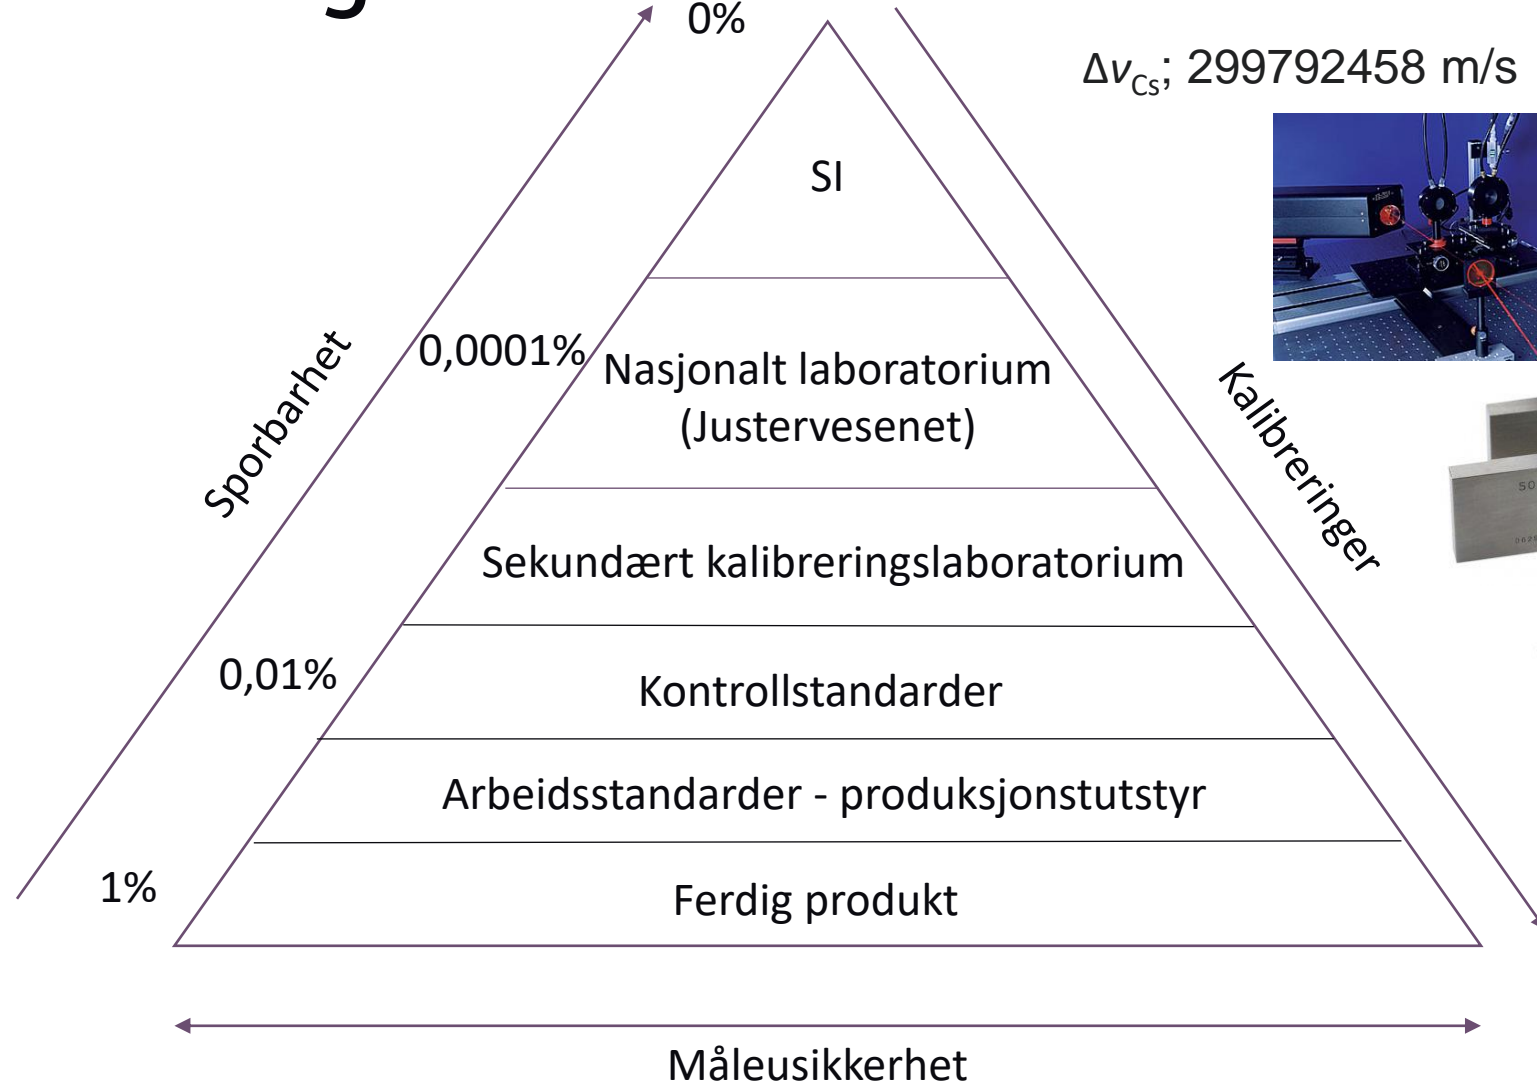 0%
Δν_Cs; 299792458 m/s
SI
Sporbarhet
0,0001%
Nasjonalt laboratorium
(Justervesenet)
Kalibreringer
50
Sekundært kalibreringslaboratorium
0,01%
Kontrollstandarder
Arbeidsstandarder - produksjonstutstyr
1%
Ferdig produkt
Måleusikkerhet